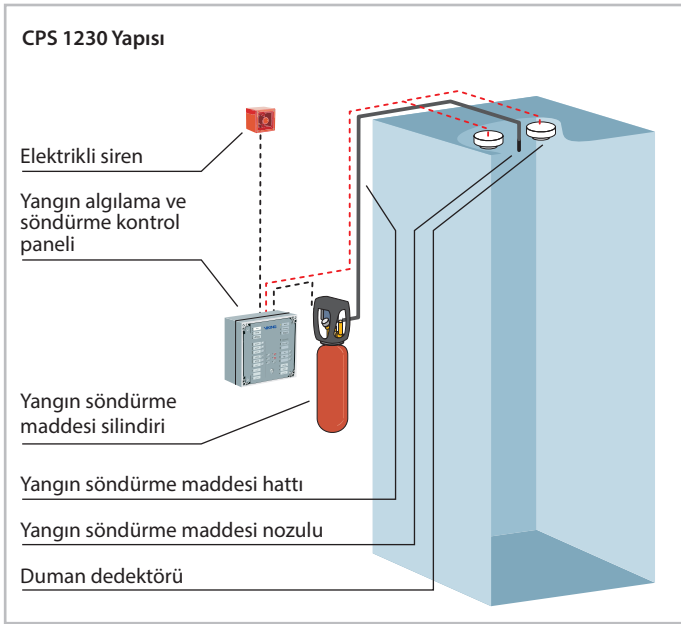 CPS 1230 Yapısı
Elektrikli siren
Yangın algılama ve
söndürme kontrol
paneli
VIKING
Yangın söndürme
maddesi silindiri
Yangın söndürme maddesi hattı
Yangın söndürme maddesi nozulu
Duman dedektörü